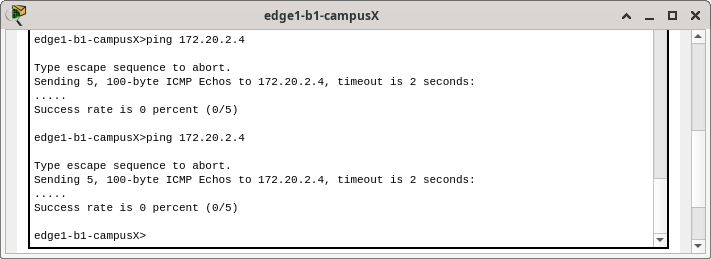 edge1-b1-campusX
edge1-b1-campusX>ping 172.20.2.4
Type escape sequence to abort.
Sending 5, 100-byte ICMP Echos to 172.20.2.4, timeout is 2 seconds:
.....
Success rate is 0 percent (0/5)
edge1-b1-campusX>ping 172.20.2.4
Type escape sequence to abort.
Sending 5, 100-byte ICMP Echos to 172.20.2.4, timeout is 2 seconds:
.....
Success rate is 0 percent (0/5)
edge1-b1-campusX>